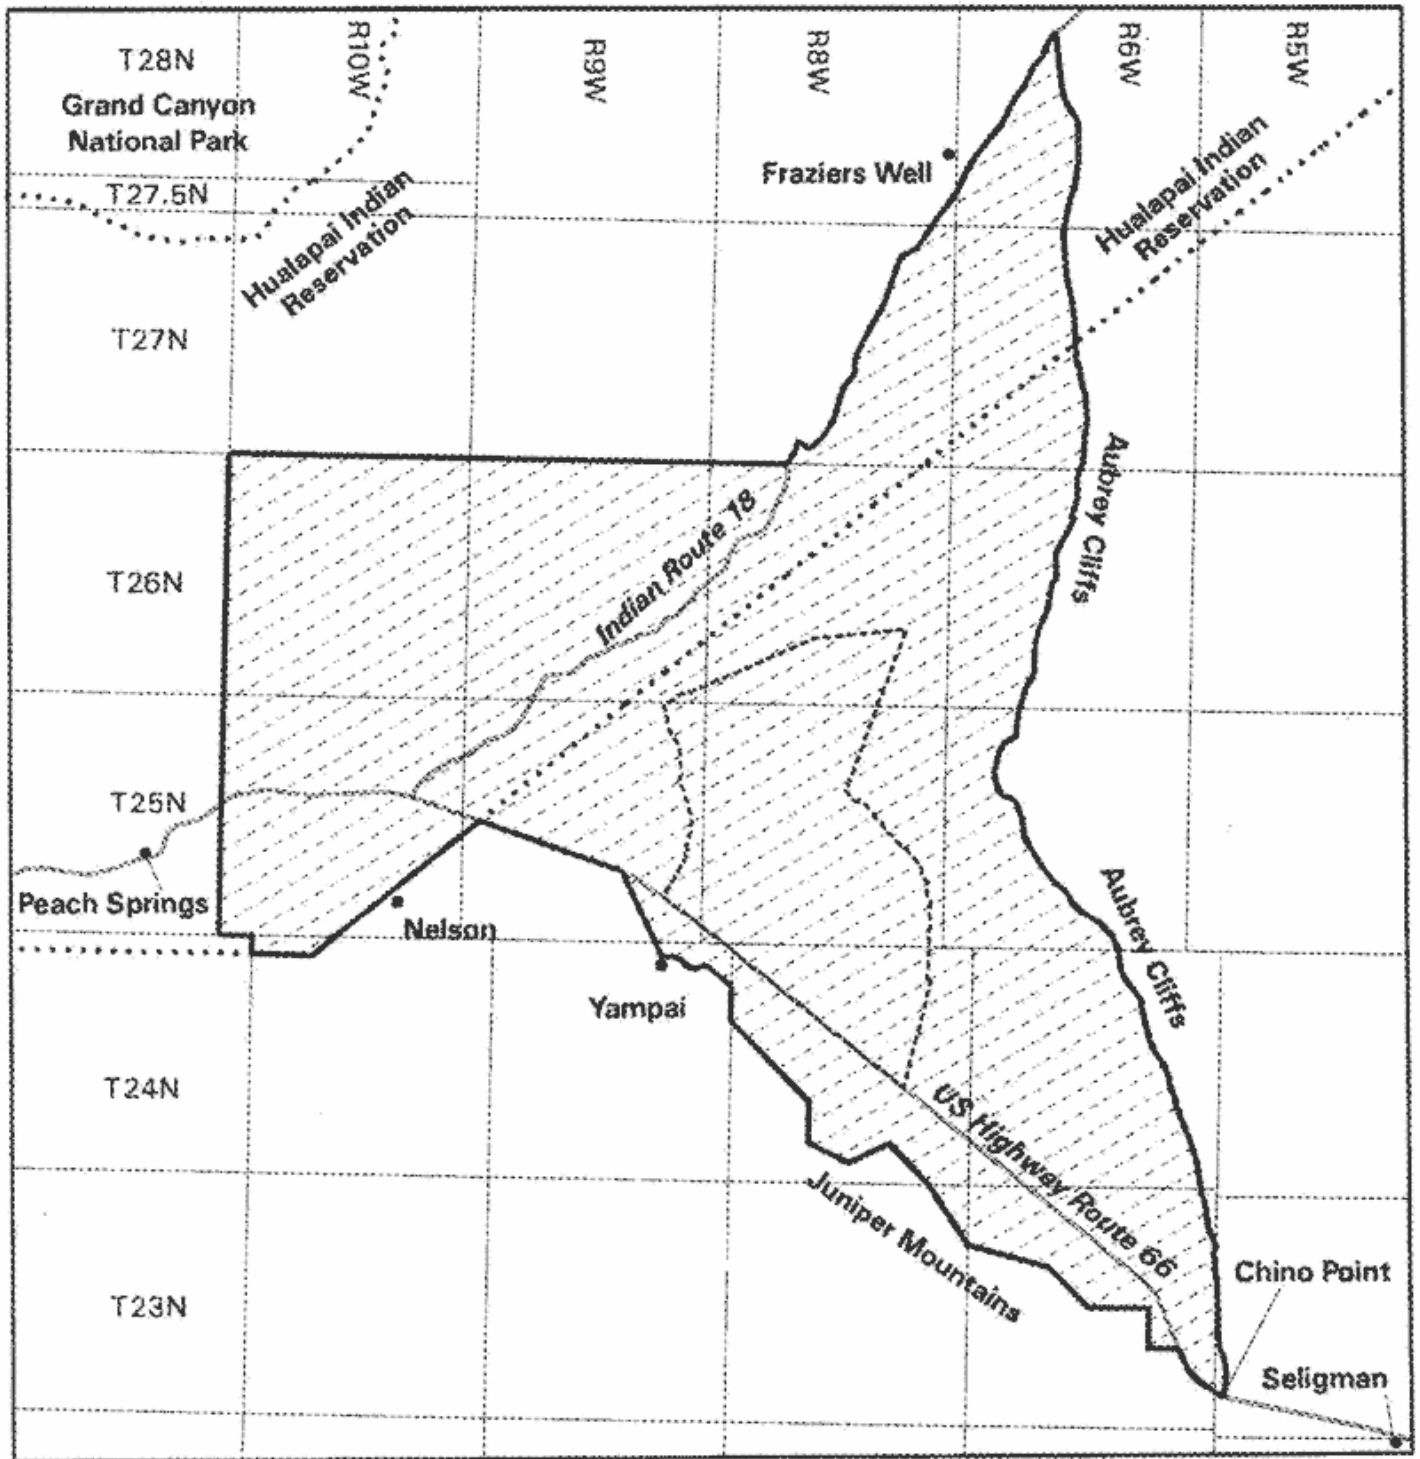 T28N
R10W
R9W
R8W
R6W
R5W
Grand Canyon
National Park
T27.5N
Hualapai Indian
Reservation
Fraziers Well
Hualapai Indian
Reservation
T27N
Aubrey Cliffs
Indian Route 18
T26N
T25N
Peach Springs
Nelson
Aubrey Cliffs
Yampai
T24N
US Highway Route 66
Juniper Mountains
Chino Point
T23N
Seligman